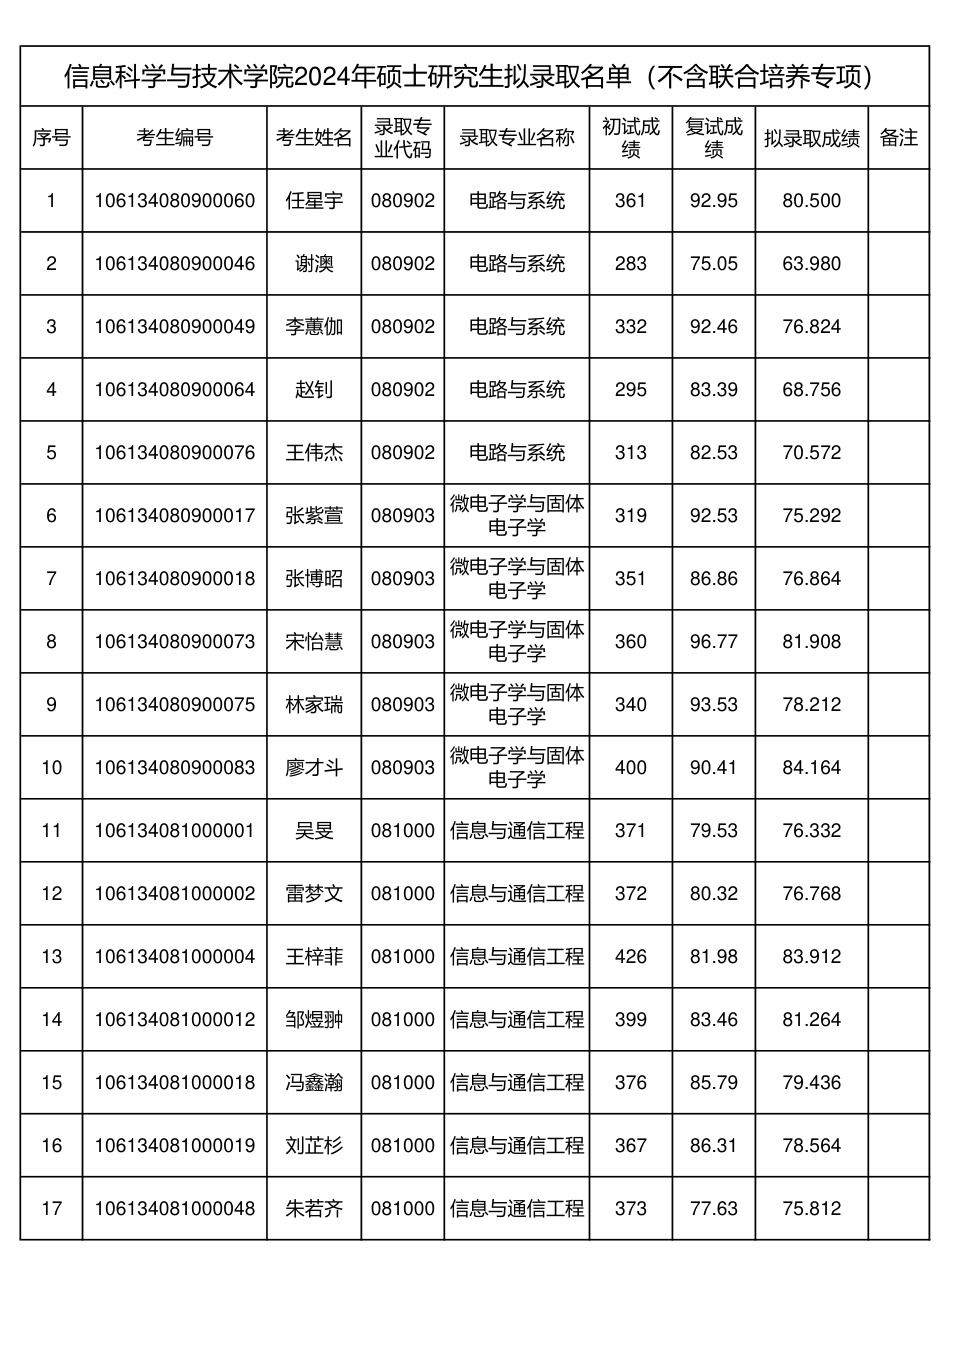 信息科学与技术学院2024年硕士研究生拟录取名单（不含联合培养专项）
序号 考生编号 考生姓名 录取专业代码 录取专业名称 初试成绩 复试成绩 拟录取成绩 备注
1 106134080900060 任星宇 080902 电路与系统 361 92.95 80.500
2 106134080900046 谢澳 080902 电路与系统 283 75.05 63.980
3 106134080900049 李蕙伽 080902 电路与系统 332 92.46 76.824
4 106134080900064 赵钊 080902 电路与系统 295 83.39 68.756
5 106134080900076 王伟杰 080902 电路与系统 313 82.53 70.572
6 106134080900017 张紫萱 080903 微电子学与固体电子学 319 92.53 75.292
7 106134080900018 张博昭 080903 微电子学与固体电子学 351 86.86 76.864
8 106134080900073 宋怡慧 080903 微电子学与固体电子学 360 96.77 81.908
9 106134080900075 林家瑞 080903 微电子学与固体电子学 340 93.53 78.212
10 106134080900083 廖才斗 080903 微电子学与固体电子学 400 90.41 84.164
11 106134081000001 吴旻 081000 信息与通信工程 371 79.53 76.332
12 106134081000002 雷梦文 081000 信息与通信工程 372 80.32 76.768
13 106134081000004 王梓菲 081000 信息与通信工程 426 81.98 83.912
14 106134081000012 邹煜翀 081000 信息与通信工程 399 83.46 81.264
15 106134081000018 冯鑫瀚 081000 信息与通信工程 376 85.79 79.436
16 106134081000019 刘芷杉 081000 信息与通信工程 367 86.31 78.564
17 106134081000048 朱若齐 081000 信息与通信工程 373 77.63 75.812